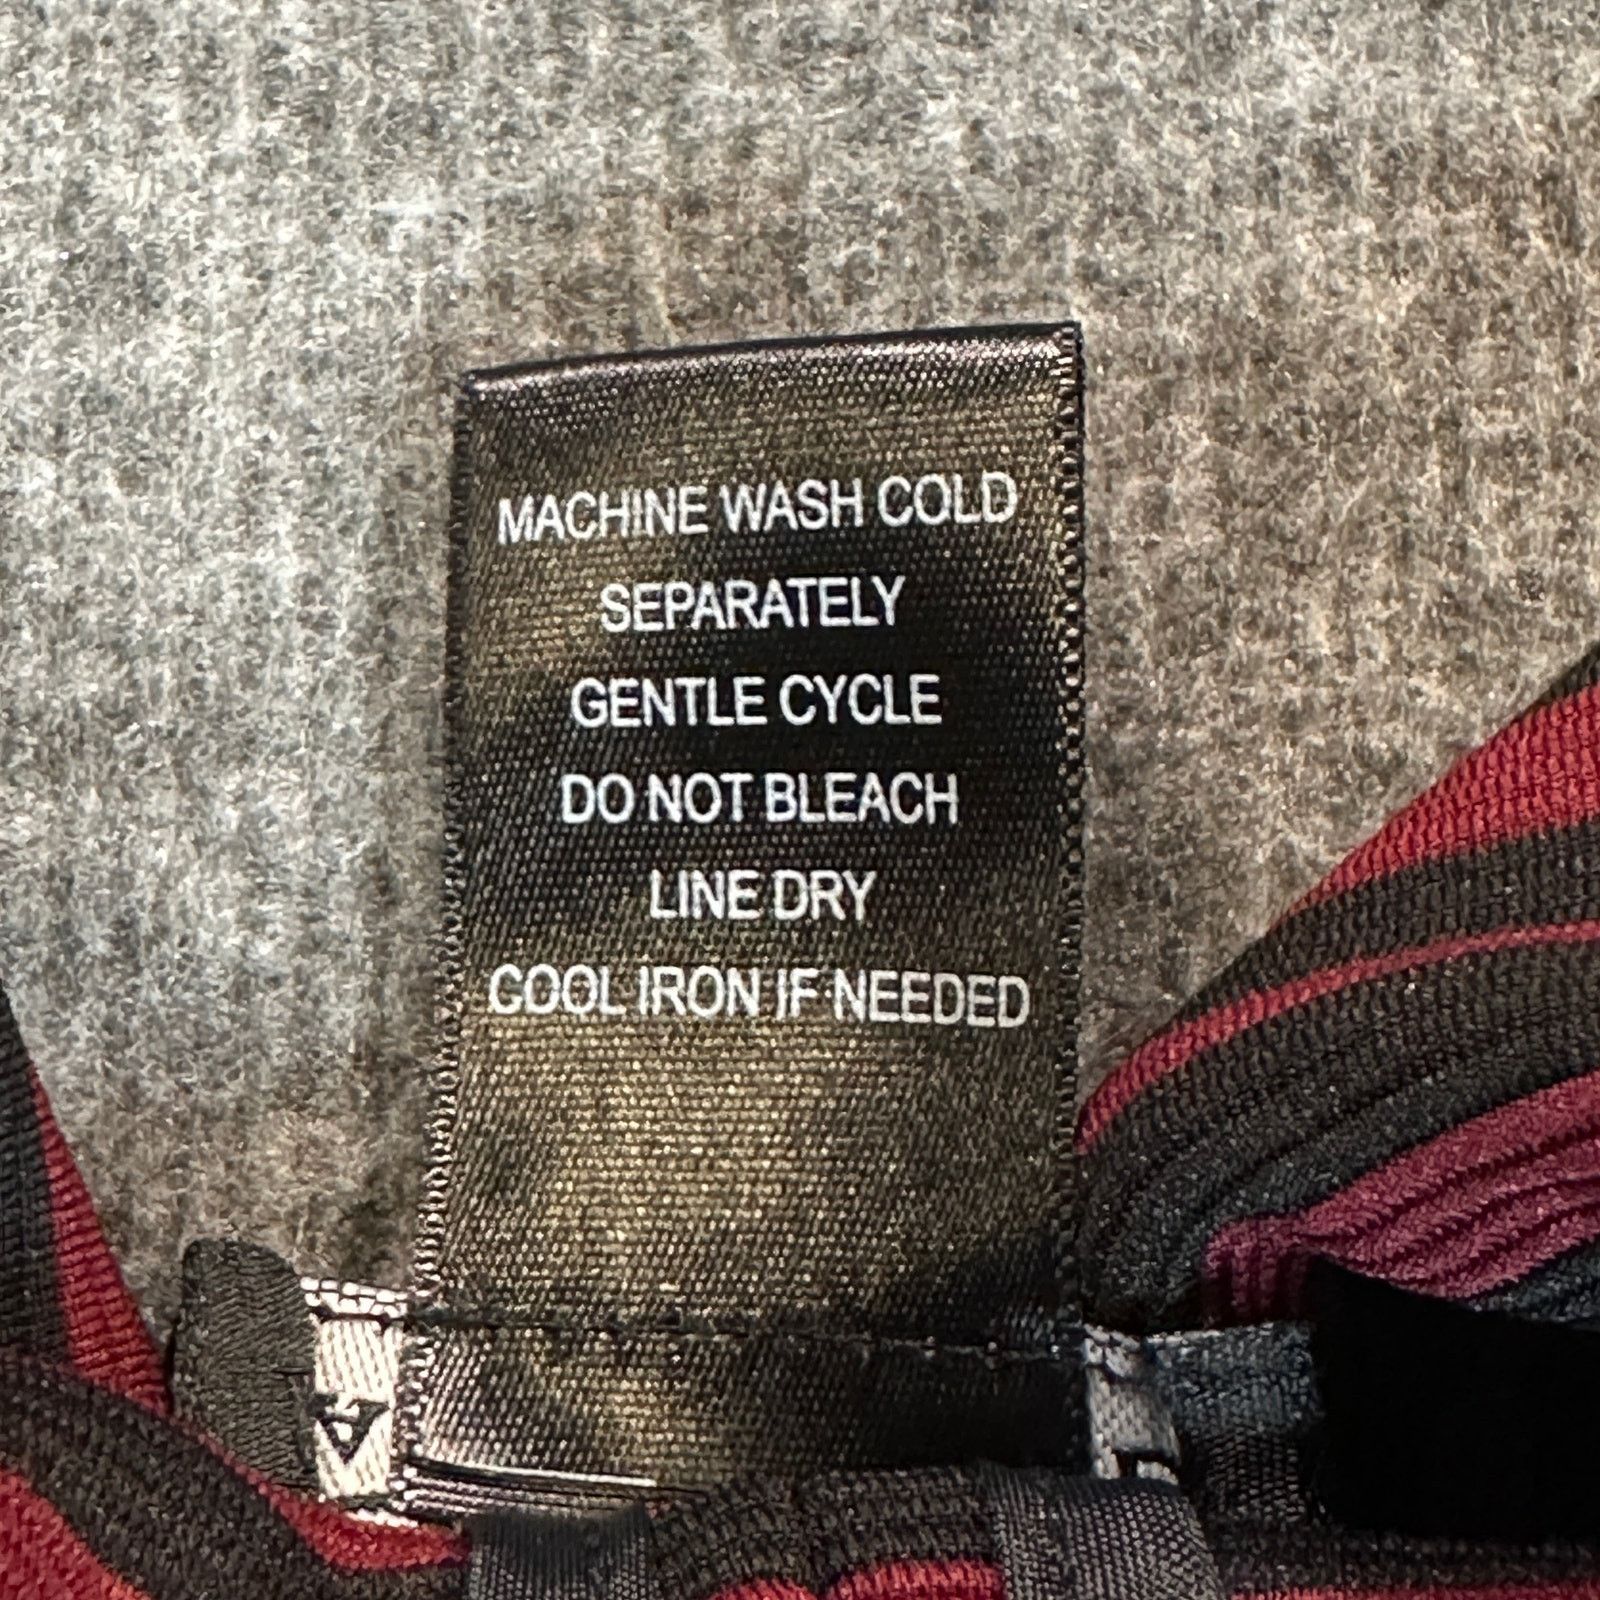 MACHINE WASH COLD
SEPARATELY
GENTLE CYCLE
DO NOT BLEACH
LINE DRY
COOL IRON IF NEEDED